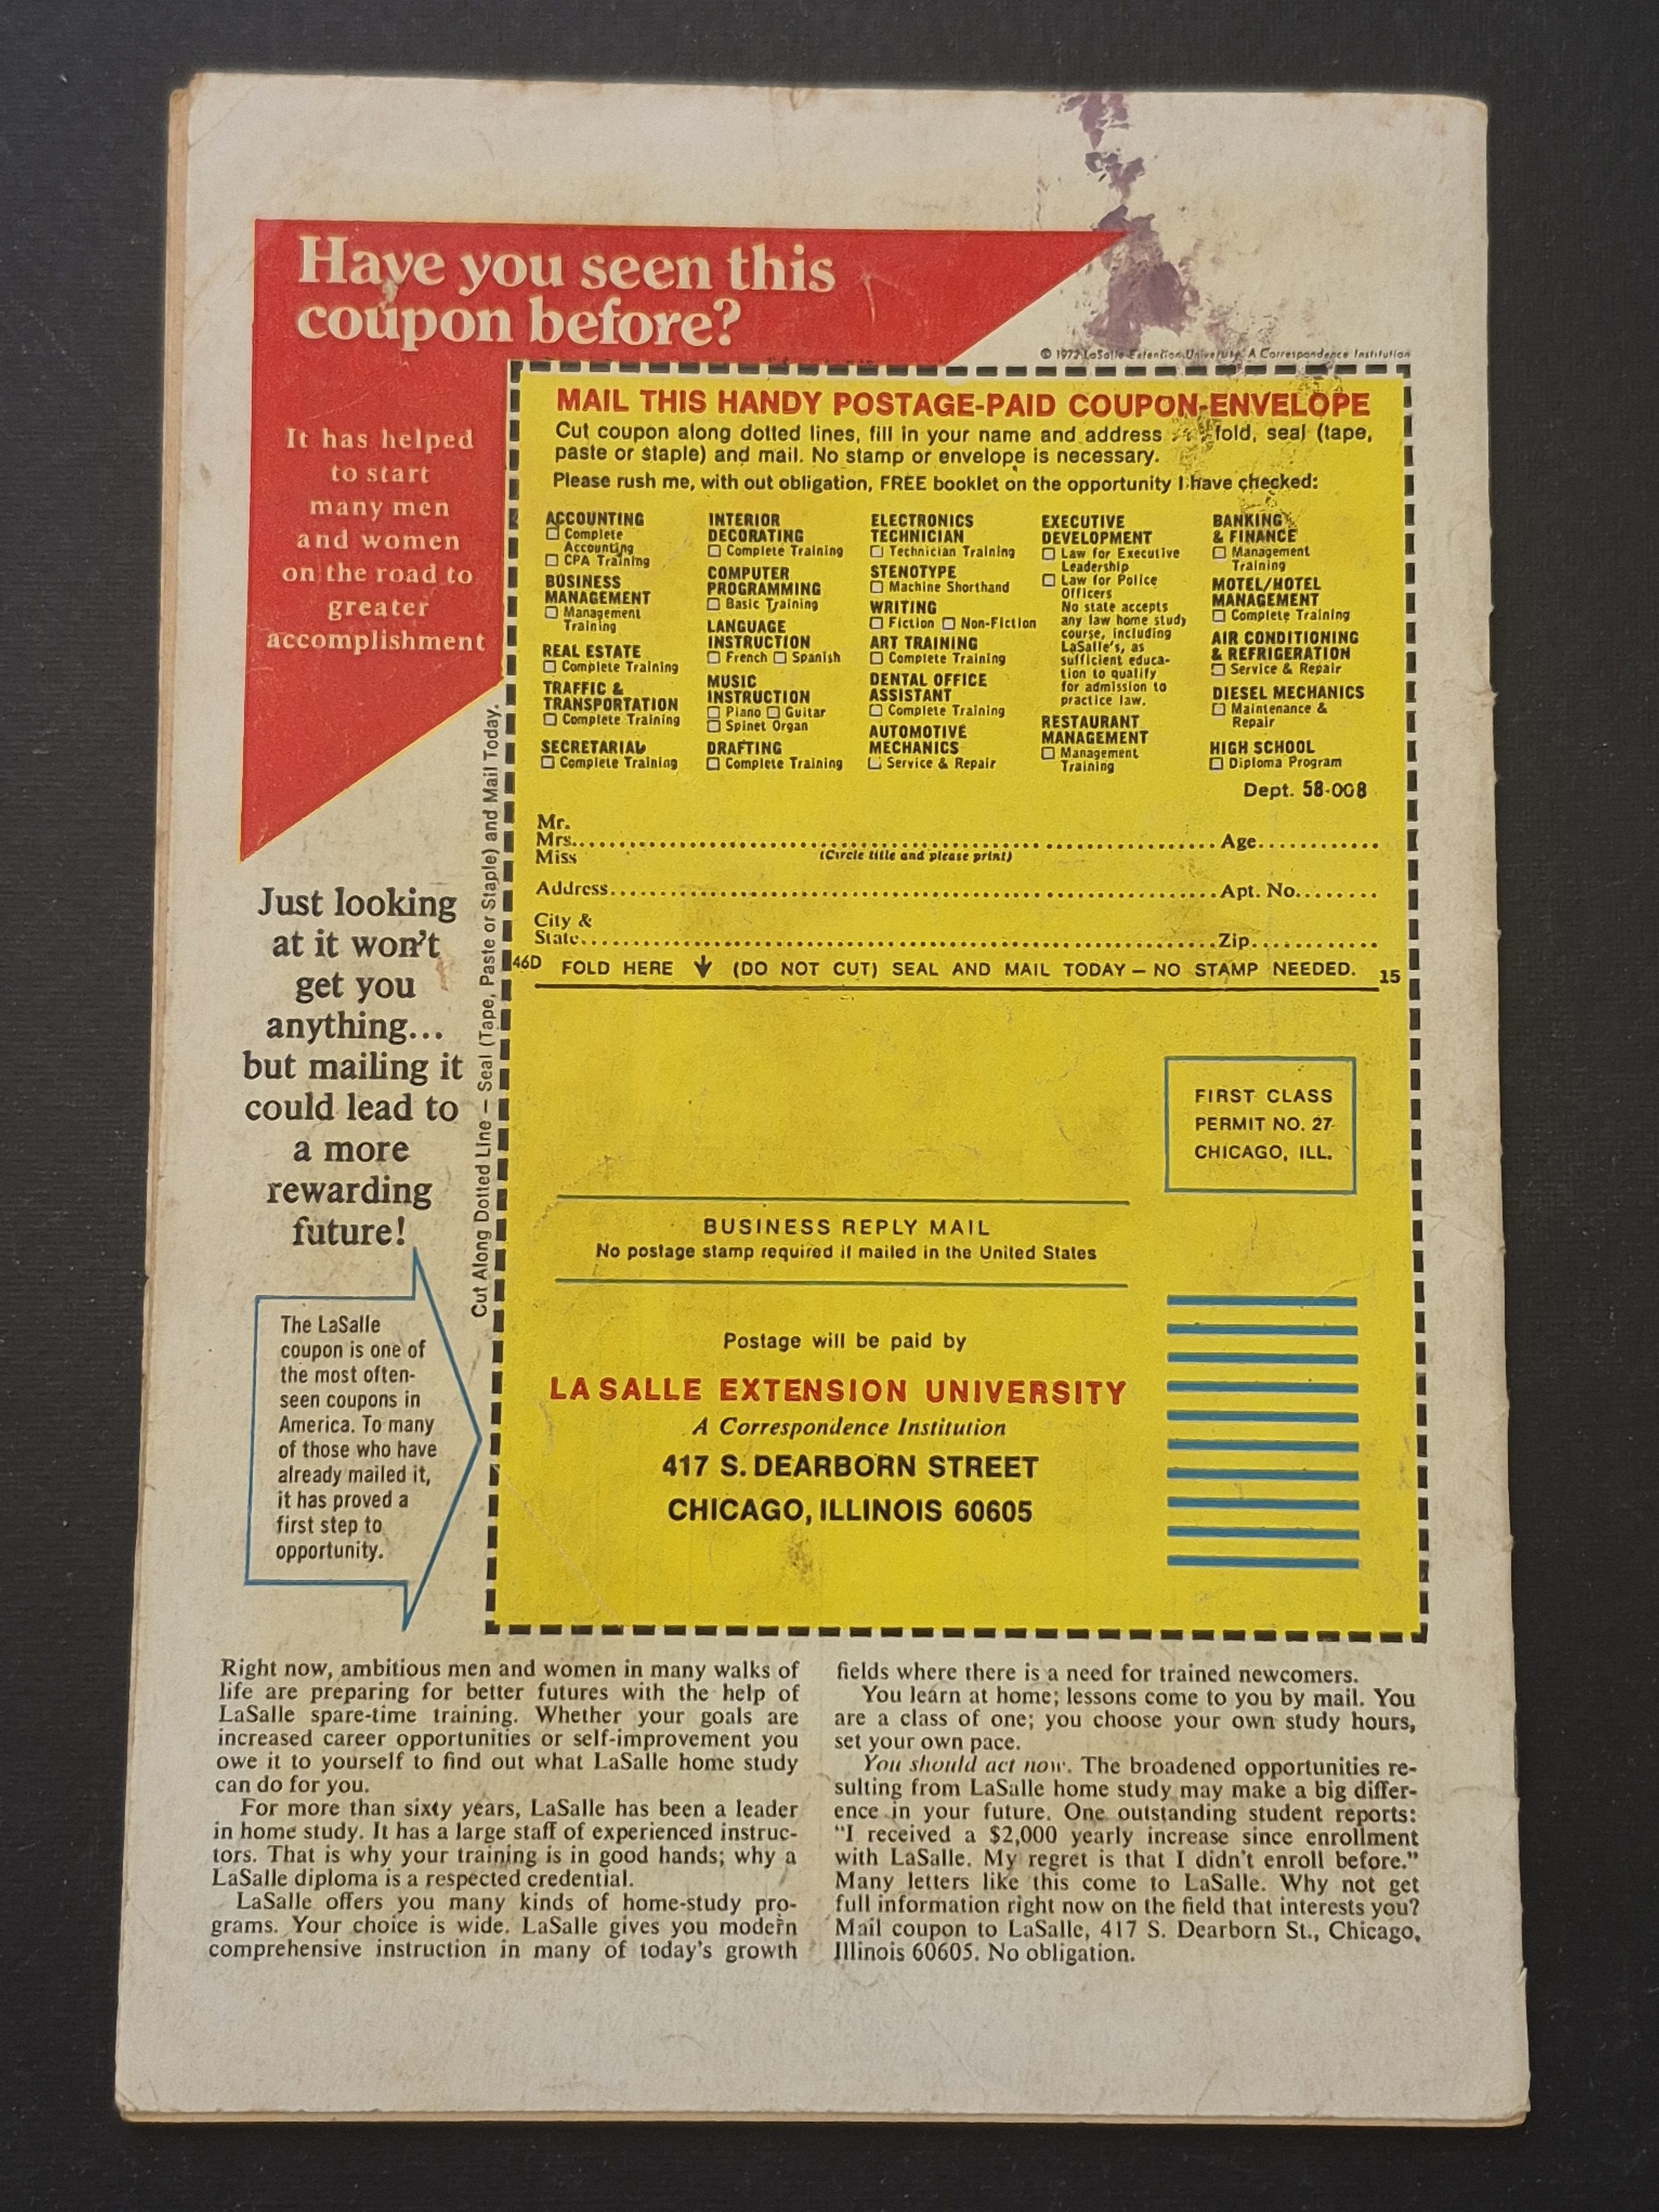 Have you seen this
coupon before?
It has helped
to start
many men
and women
on the road to
greater
accomplishment
© 1972 LaSalle Extention University, A Correspondence Institution
MAIL THIS HANDY POSTAGE-PAID COUPON-ENVELOPE
Cut coupon along dotted lines, fill in your name and address fold, seal (tape,
paste or staple) and mail. No stamp or envelope is necessary.
Please rush me, with out obligation, FREE booklet on the opportunity I have checked:
ACCOUNTING
Complete
Accounting
CPA Training
BUSINESS
MANAGEMENT
Management
Training
REAL ESTATE
Complete Training
TRAFFIC &
TRANSPORTATION
Complete Training
SECRETARIAL
Complete Training
INTERIOR
DECORATING
Complete Training
COMPUTER
PROGRAMMING
Basic Training
LANGUAGE
INSTRUCTION
French Spanish
MUSIC
INSTRUCTION
Piano Guitar
Spinet Organ
DRAFTING
Complete Training
ELECTRONICS
TECHNICIAN
Technician Training
STENOTYPE
Machine Shorthand
WRITING
Fiction Non-Fiction
ART TRAINING
Complete Training
DENTAL OFFICE
ASSISTANT
Complete Training
AUTOMOTIVE
MECHANICS
Service & Repair
EXECUTIVE
DEVELOPMENT
Law for Executive
Leadership
Law for Police
Officers
No state accepts
any law home study
course, including
LaSalle's, as
sufficient educa-
tion to qualify
for admission to
practice law.
RESTAURANT
MANAGEMENT
Management
Training
BANKING
& FINANCE
Management
Training
MOTEL/HOTEL
MANAGEMENT
Complete Training
AIR CONDITIONING
& REFRIGERATION
Service & Repair
DIESEL MECHANICS
Maintenance &
Repair
HIGH SCHOOL
Diploma Program
Dept. 58-008
Mr.
Mrs. Age
Miss (Circle title and please print)
Address Apt. No.
City &
State Zip
46D FOLD HERE (DO NOT CUT) SEAL AND MAIL TODAY – NO STAMP NEEDED. 15
Cut Along Dotted Line – Seal (Tape, Paste or Staple) and Mail Today.
Just looking
at it won't
get you
anything...
but mailing it
could lead to
a more
rewarding
future!
FIRST CLASS
PERMIT NO. 27
CHICAGO, ILL.
BUSINESS REPLY MAIL
No postage stamp required if mailed in the United States
Postage will be paid by
LA SALLE EXTENSION UNIVERSITY
A Correspondence Institution
417 S. DEARBORN STREET
CHICAGO, ILLINOIS 60605
The LaSalle
coupon is one of
the most often-
seen coupons in
America. To many
of those who have
already mailed it,
it has proved a
first step to
opportunity.
Right now, ambitious men and women in many walks of
life are preparing for better futures with the help of
LaSalle spare-time training. Whether your goals are
increased career opportunities or self-improvement you
owe it to yourself to find out what LaSalle home study
can do for you.
For more than sixty years, LaSalle has been a leader
in home study. It has a large staff of experienced instruc-
tors. That is why your training is in good hands; why a
LaSalle diploma is a respected credential.
LaSalle offers you many kinds of home-study pro-
grams. Your choice is wide. LaSalle gives you modern
comprehensive instruction in many of today's growth
fields where there is a need for trained newcomers.
You learn at home; lessons come to you by mail. You
are a class of one; you choose your own study hours,
set your own pace.
You should act now. The broadened opportunities re-
sulting from LaSalle home study may make a big differ-
ence in your future. One outstanding student reports:
"I received a $2,000 yearly increase since enrollment
with LaSalle. My regret is that I didn't enroll before."
Many letters like this come to LaSalle. Why not get
full information right now on the field that interests you?
Mail coupon to LaSalle, 417 S. Dearborn St., Chicago,
Illinois 60605. No obligation.